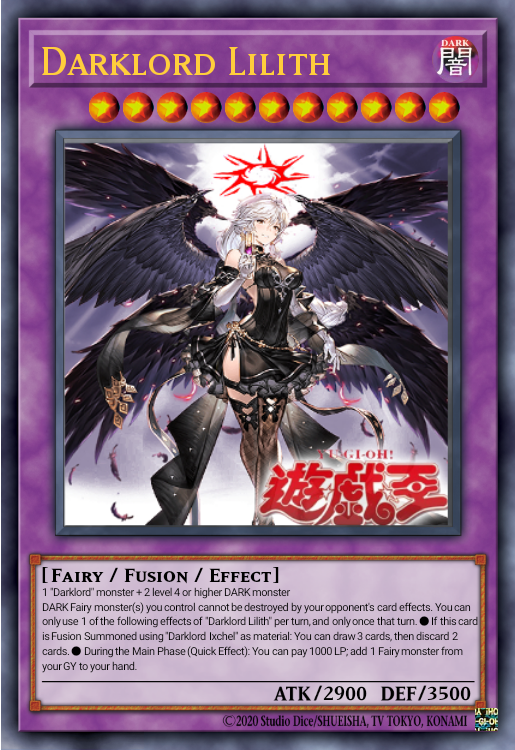 Darklord Lilith
DARK
闇
YU-GI-OH!
遊戯王
[ Fairy / Fusion / Effect ]
1 "Darklord" monster + 2 level 4 or higher DARK monster
DARK Fairy monster(s) you control cannot be destroyed by your opponent's card effects. You can
only use 1 of the following effects of "Darklord Lilith" per turn, and only once that turn. ● If this card
is Fusion Summoned using "Darklord Ixchel" as material: You can draw 3 cards, then discard 2
cards. ● During the Main Phase (Quick Effect): You can pay 1000 LP; add 1 Fairy monster from
your GY to your hand.
ATK/2900 DEF/3500
©2020 Studio Dice/SHUEISHA, TV TOKYO, KONAMI